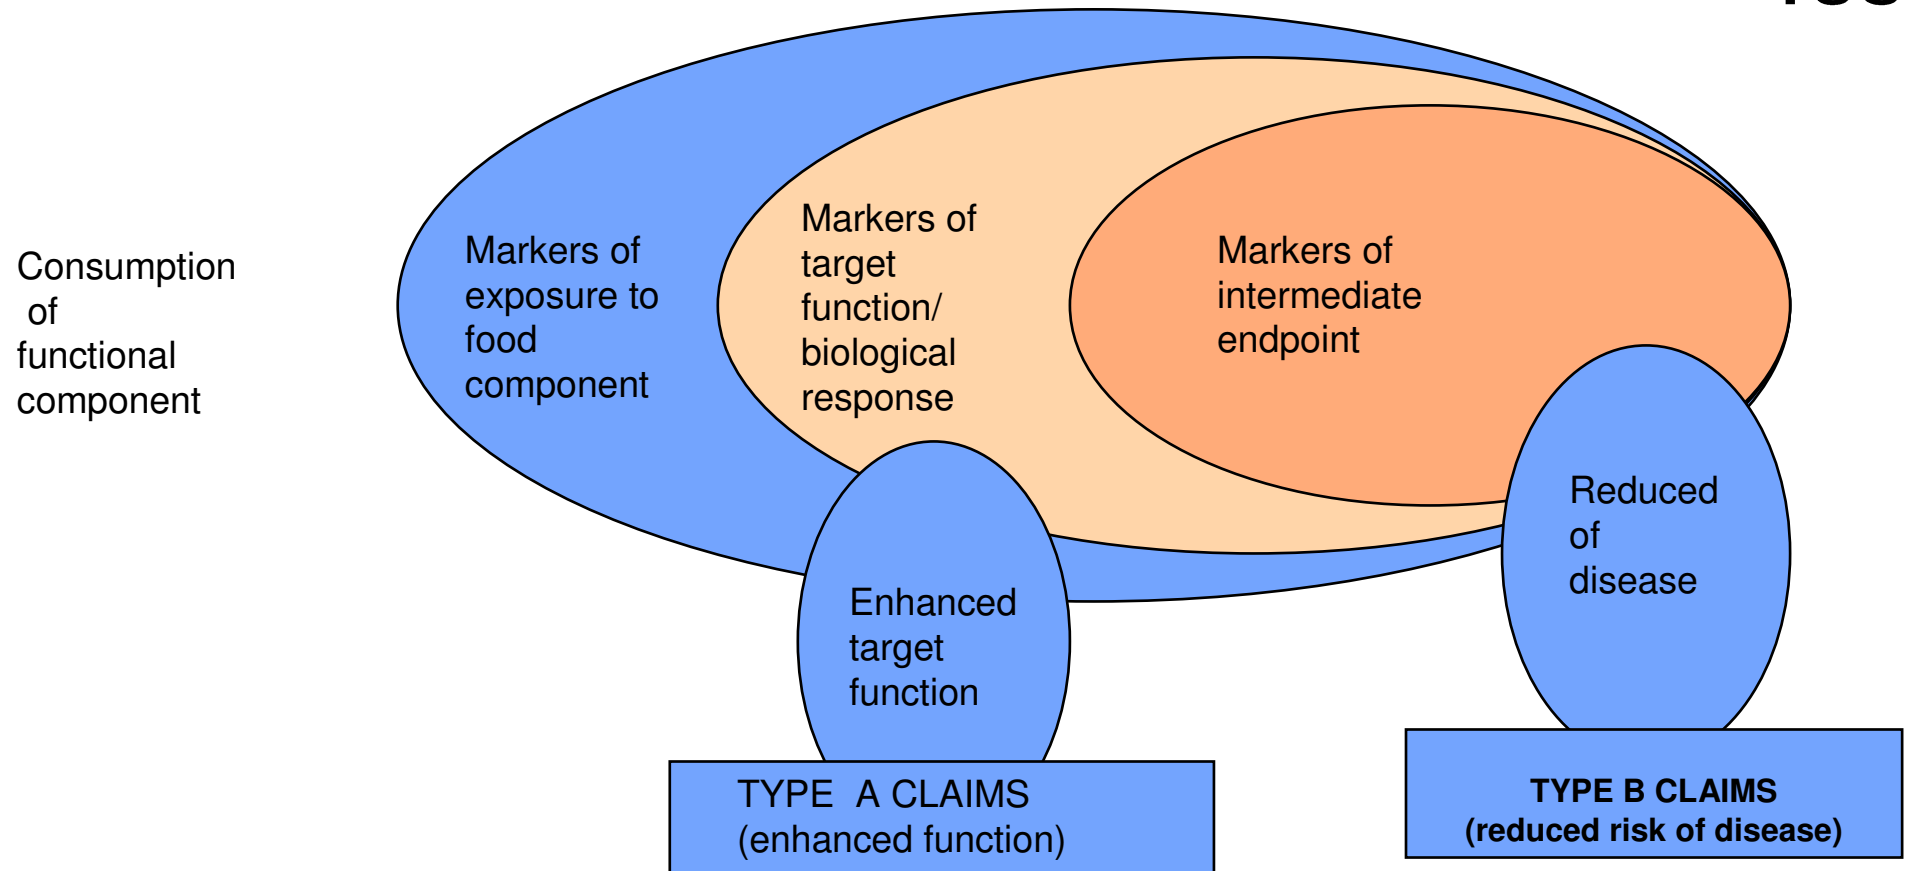 Consumption
of
functional
component
Markers of
exposure to
food
component
Markers of
target
function/
biological
response
Markers of
intermediate
endpoint
Enhanced
target
function
Reduced
of
disease
TYPE A CLAIMS
(enhanced function)
TYPE B CLAIMS
(reduced risk of disease)